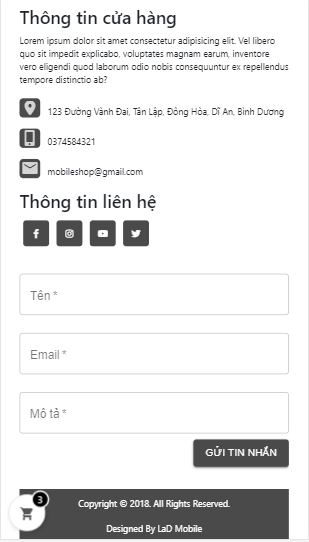 Thông tin cửa hàng
Lorem ipsum dolor sit amet consectetur adipisicing elit. Vel libero
quo sit impedit explicabo, voluptates magnam earum, inventore
vero eligendi quod laborum odio nobis consequuntur ex repellendus
tempore distinctio ab?
123 Đường Vành Đai, Tân Lập, Đông Hòa, Dĩ An, Bình Dương
0374584321
mobileshop@gmail.com
Thông tin liên hệ
Tên *
Email *
Mô tả *
GỬI TIN NHẮN
3
Copyright © 2018. All Rights Reserved.
Designed By LaD Mobile